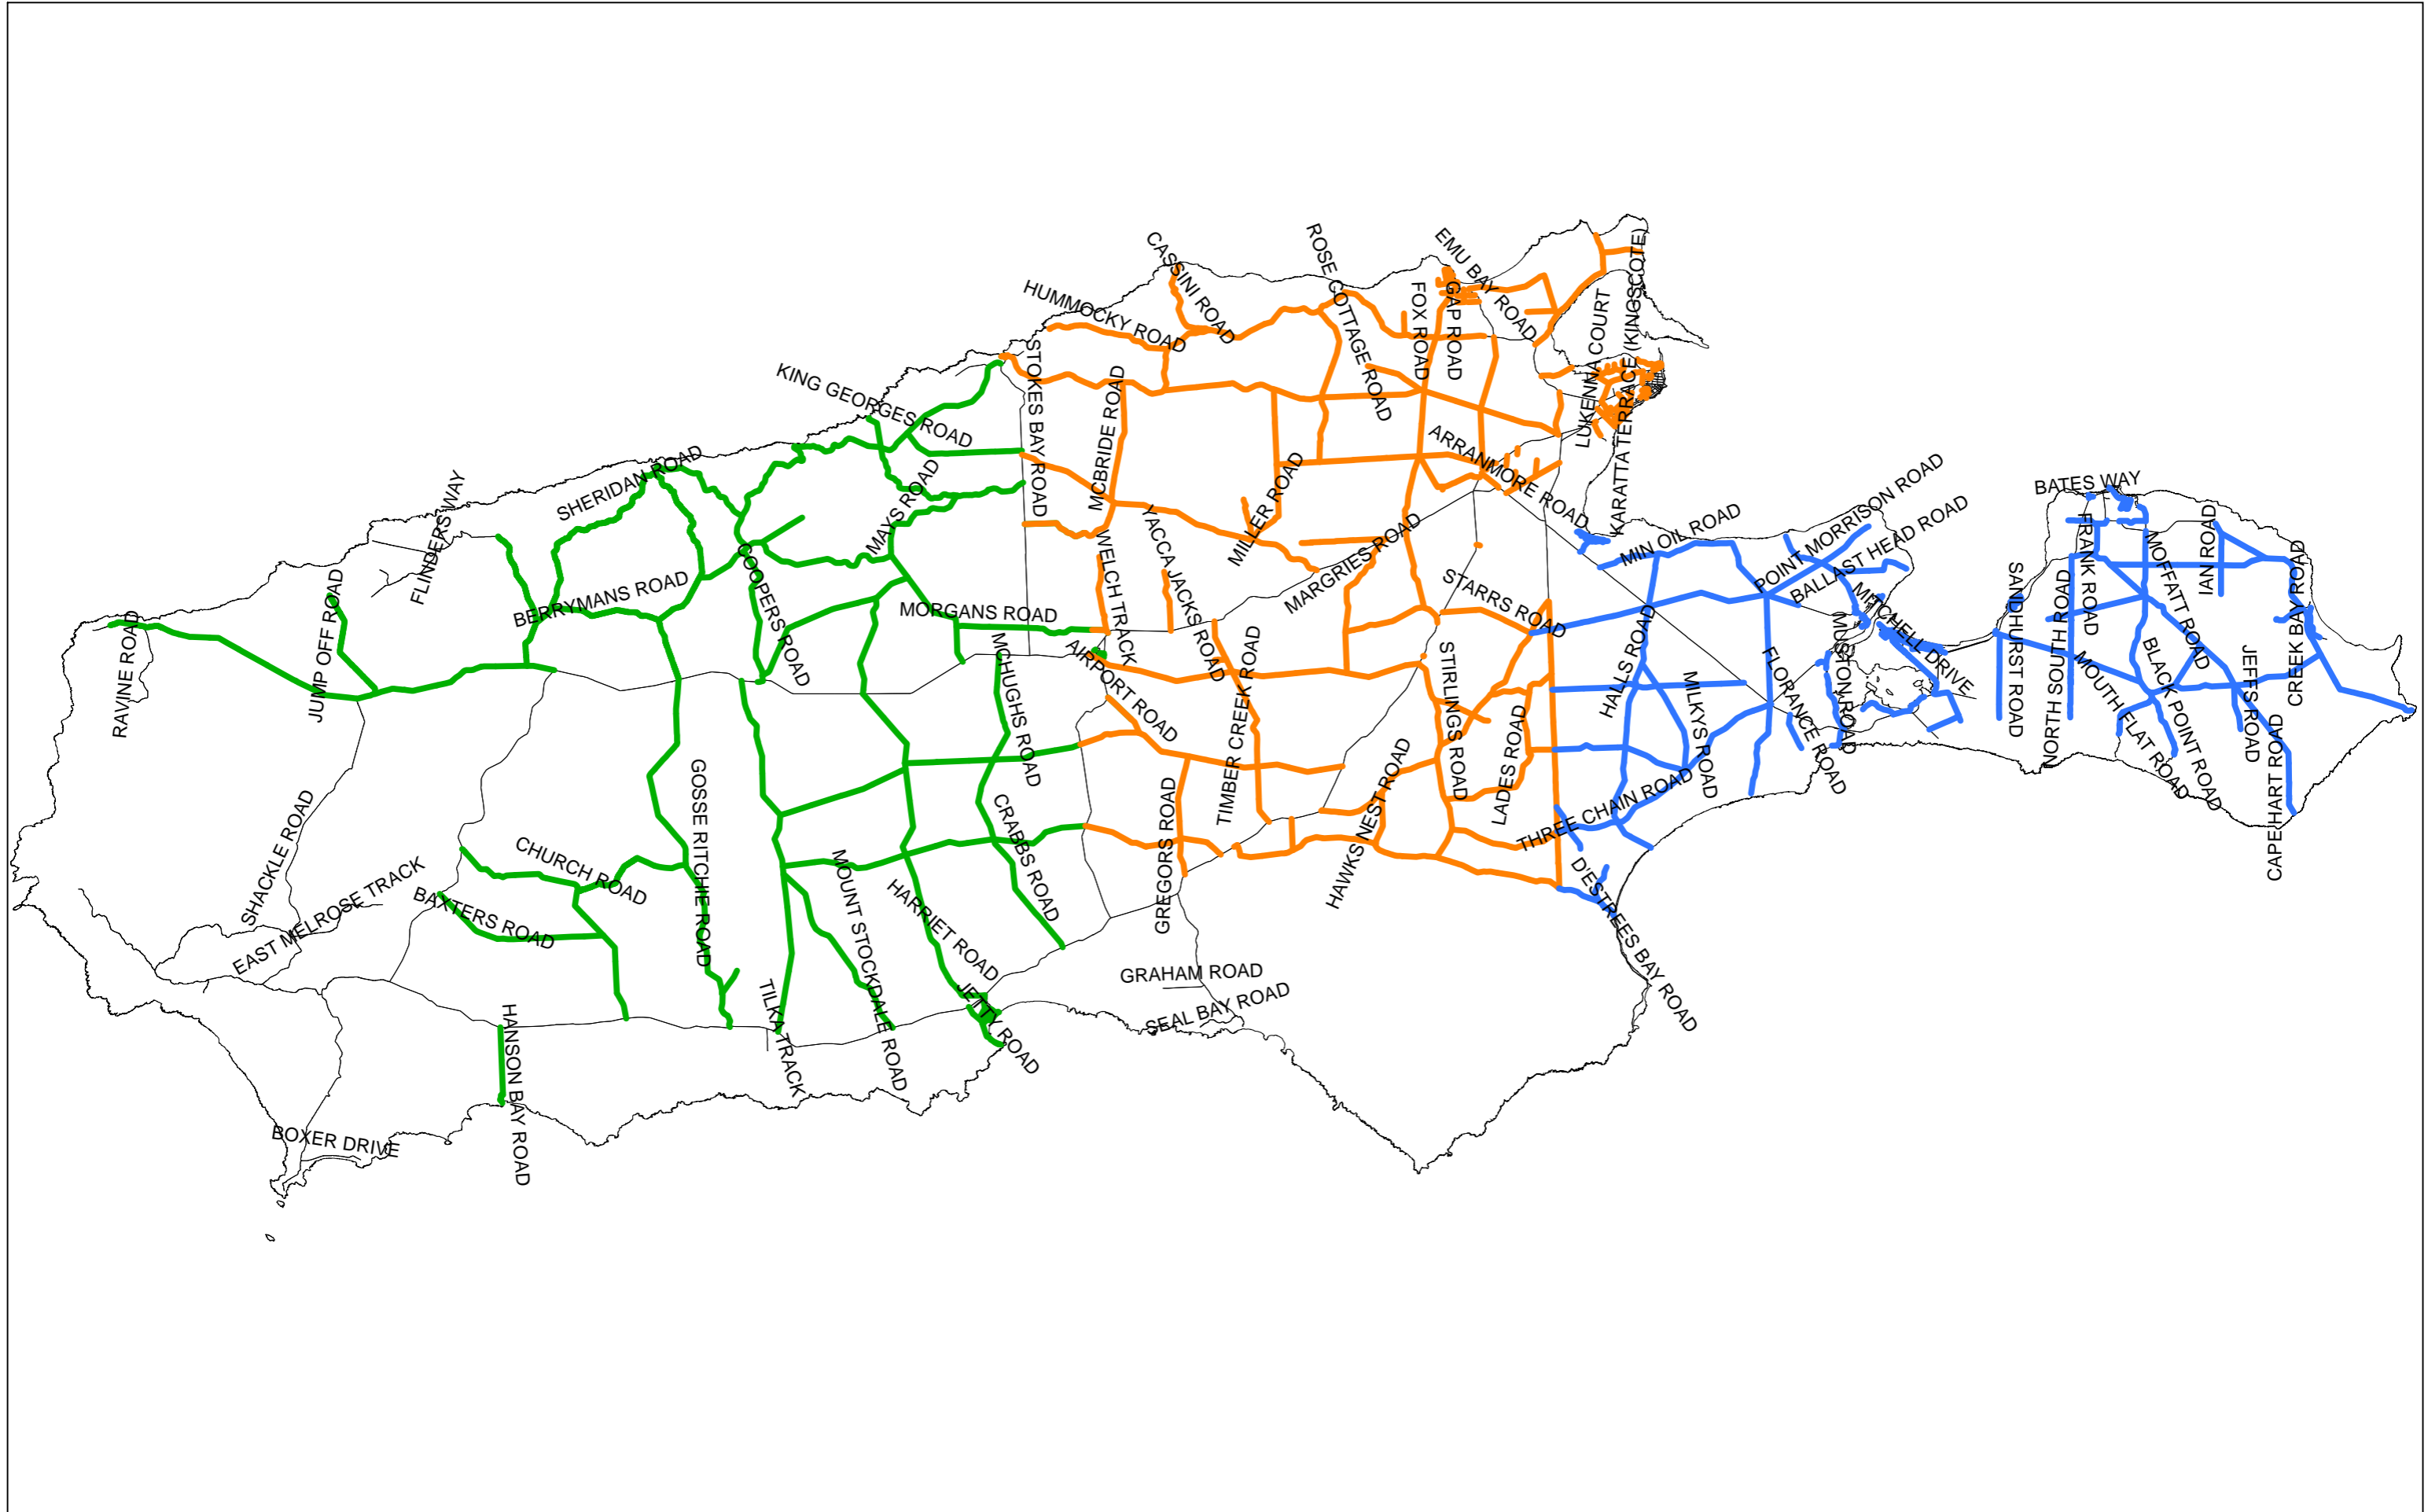 KARATTA TERRACE (KINGSCOTE)
EMU BAY ROAD
ROSE COTTAGE ROAD
CASSINI ROAD
HUMMOCKY ROAD
FOX ROAD
GAP ROAD
LUKENNA COURT
STOKES BAY ROAD
KING GEORGES ROAD
MCBRIDE ROAD
ARRANMORE ROAD
SHERIDAN ROAD
MAYS ROAD
MILLER ROAD
YACCA JACKS ROAD
MARGRIES ROAD
MIN OIL ROAD
POINT MORRISON ROAD
BALLAST HEAD ROAD
BATES WAY
FLINDERS WAY
FRANK ROAD
IAN ROAD
MOFFATT ROAD
CREEK BAY ROAD
WELCH TRACK
COOPERS ROAD
BERRYMANS ROAD
JUMP OFF ROAD
RAVINE ROAD
MORGANS ROAD
STARRS ROAD
HALLS ROAD
MITCHELL DRIVE
MUSTON ROAD
SANDHURST ROAD
NORTH SOUTH ROAD
MOUTH FLAT ROAD
BLACK POINT ROAD
JEFFS ROAD
CAPE HART ROAD
MCHUGHS ROAD
AIRPORT ROAD
TIMBER CREEK ROAD
STIRLINGS ROAD
LADES ROAD
MILKYS ROAD
FLORANCE ROAD
GOSSE RITCHIE ROAD
HAWKS NEST ROAD
THREE CHAIN ROAD
GREGORS ROAD
CRABBS ROAD
SHACKLE ROAD
CHURCH ROAD
EAST MELROSE TRACK
BAXTERS ROAD
MOUNT STOCKDALE ROAD
HARRIET ROAD
DESTREES BAY ROAD
GRAHAM ROAD
SEAL BAY ROAD
JETTY ROAD
TILKA TRACK
HANSON BAY ROAD
BOXER DRIVE